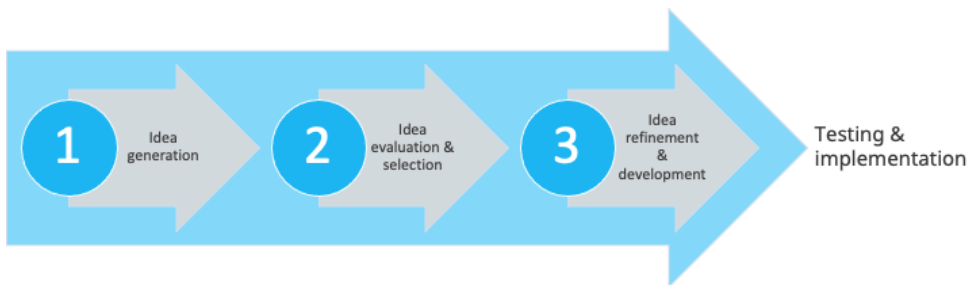 1
Idea
generation
2
Idea
evaluation &
selection
3
Idea
refinement
&
development
Testing &
implementation